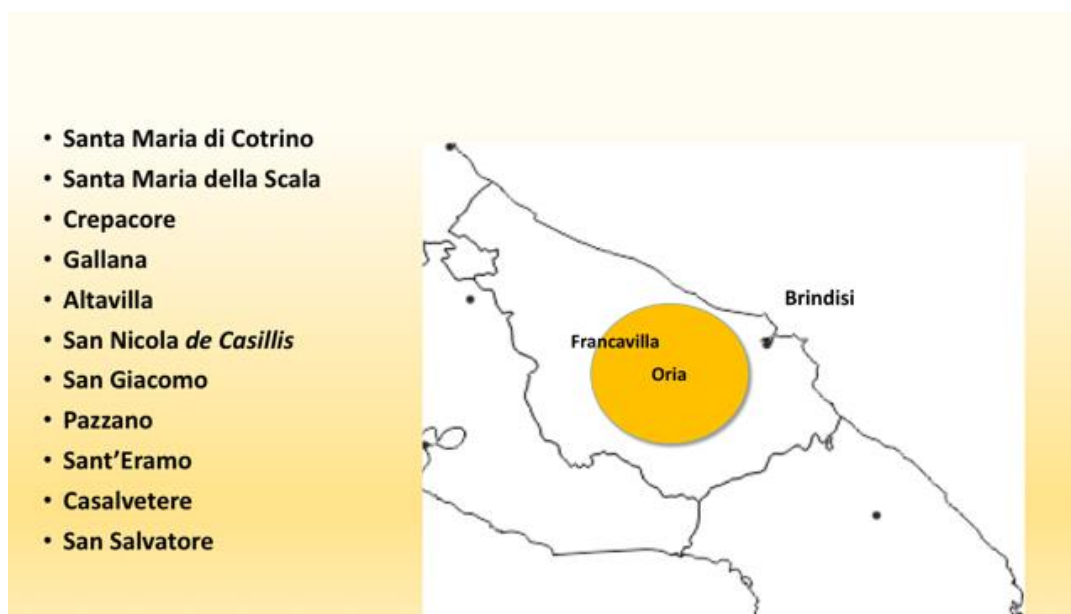 • Santa Maria di Cotrino
• Santa Maria della Scala
• Crepacore
• Gallana
• Altavilla
• San Nicola de Casillis
• San Giacomo
• Pazzano
• Sant’Eramo
• Casalvetere
• San Salvatore
Brindisi
Francavilla
Oria